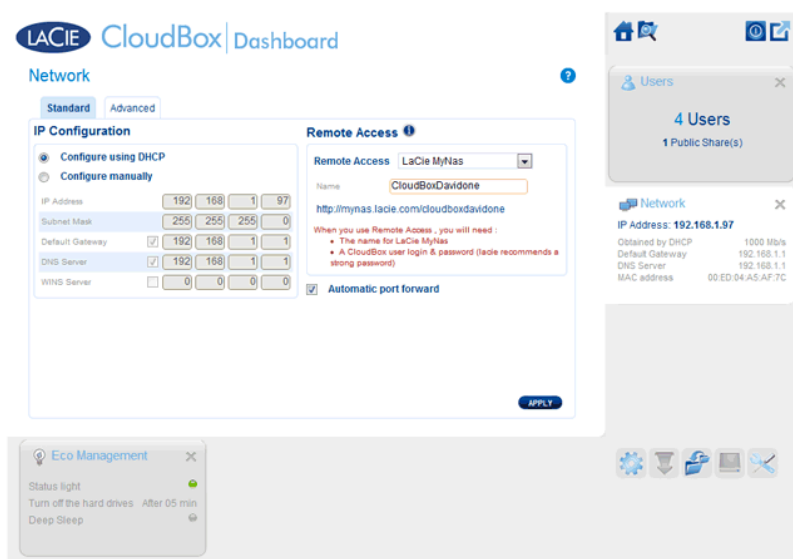 LACIE CloudBox Dashboard
Network
Standard Advanced
IP Configuration
Configure using DHCP
Configure manually
IP Address 192 168 1 97
Subnet Mask 255 255 255 0
Default Gateway 192 168 1 1
DNS Server 192 168 1 1
WINS Server 0 0 0 0
Remote Access
Remote Access LaCie MyNas
Name CloudBoxDavidone
http://mynas.lacie.com/cloudboxdavidone
When you use Remote Access , you will need :
• The name for LaCie MyNas
• A CloudBox user login & password (lacie recommends a
strong password)
Automatic port forward
APPLY
Users
4 Users
1 Public Share(s)
Network
IP Address: 192.168.1.97
Obtained by DHCP 1000 Mb/s
Default Gateway 192.168.1.1
DNS Server 192.168.1.1
MAC address 00:ED:04:A5:AF:7C
Eco Management
Status light
Turn off the hard drives After 05 min
Deep Sleep